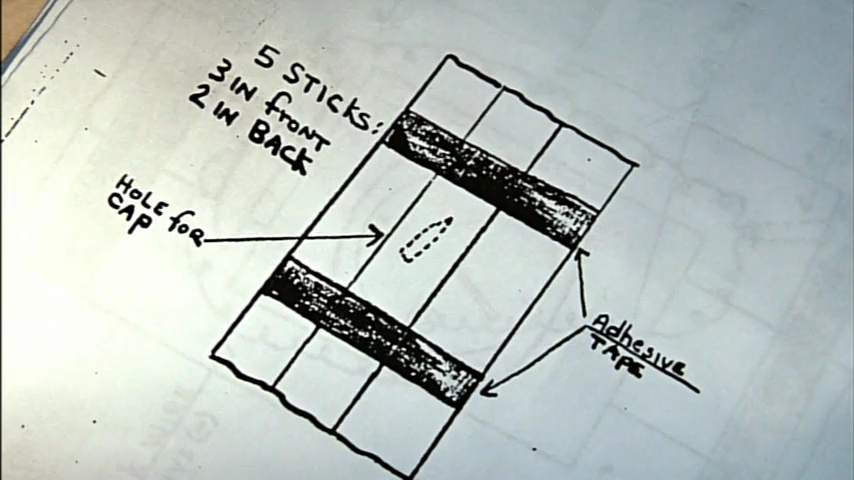 5 STICKS:
3 IN front
2 IN BACK
HOLE for
CAP
Adhesive
TAPE